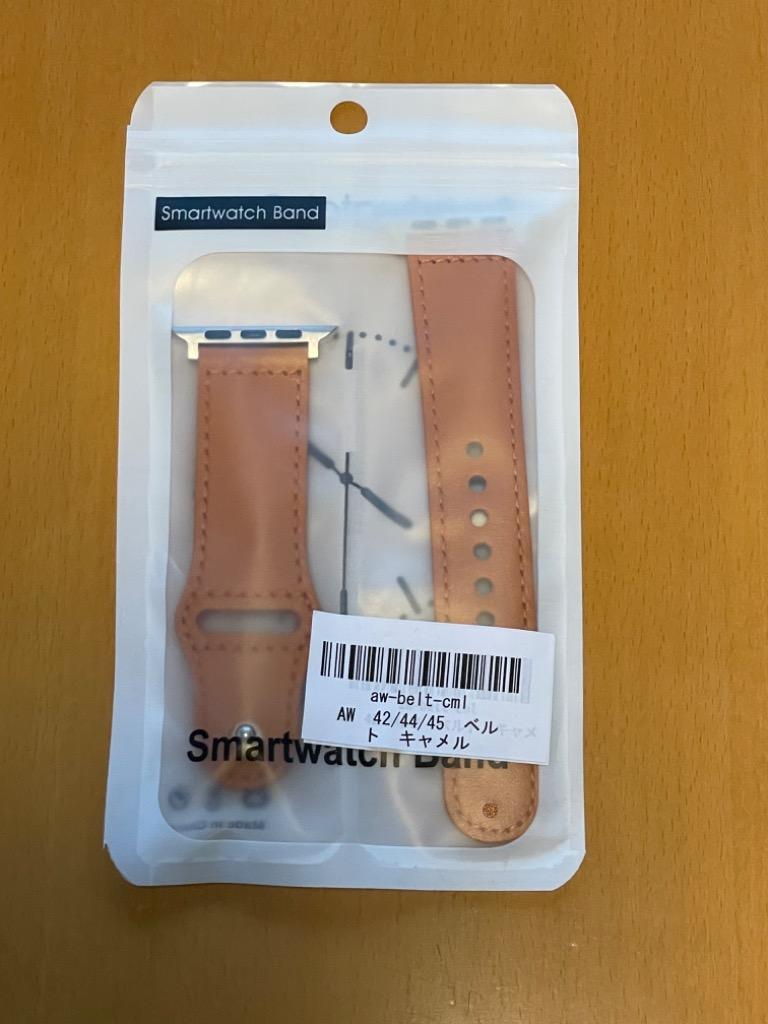 Smartwatch Band
aw-belt-cml
AW 42/44/45 ベル
ト キャメル
Smartwatch Band